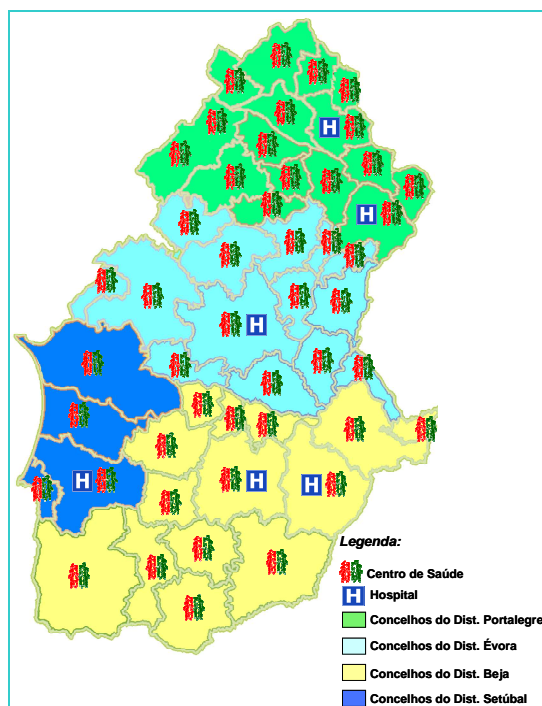 H
H
H
H
H
H
Legenda:
Centro de Saúde
H Hospital
Concelhos do Dist. Portalegre
Concelhos do Dist. Évora
Concelhos do Dist. Beja
Concelhos do Dist. Setúbal